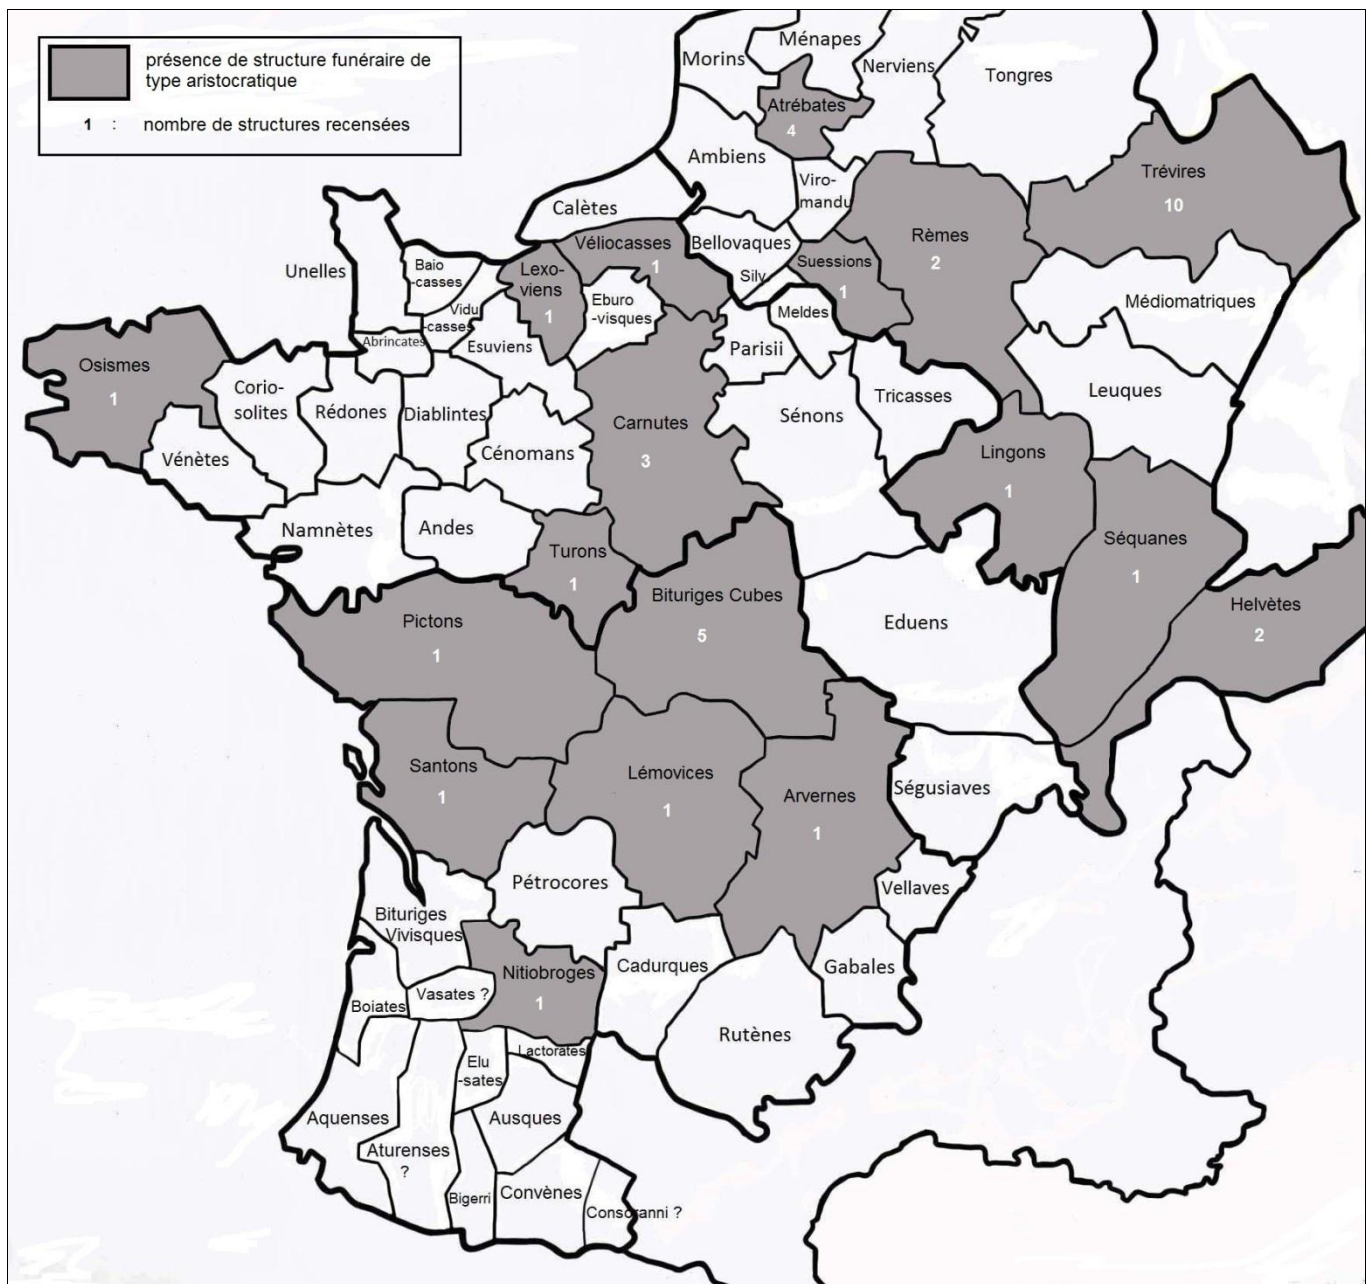 présence de structure funéraire de
type aristocratique
1 : nombre de structures recensées
Morins
Ménapes
Nerviens
Tongres
Atrébates
4
Ambiens
Viro-
mandu
Trévires
10
Calètes
Rèmes
2
Véliocasses
1
Bellovaques
Silv.
Suessions
1
Unelles
Baio
-casses
Lexo-
viens
1
Vidu
-casses
Eburo
-visques
Meldes
Médiomatriques
Abrincates
Esuviens
Parisii
Osismes
1
Corio-
solites
Rédones
Diablintes
Cénomans
Carnutes
3
Sénons
Tricasses
Leuques
Vénètes
Lingons
1
Namnètes
Andes
Turons
1
Séquanes
1
Bituriges Cubes
5
Eduens
Helvètes
2
Pictons
1
Santons
1
Lémovices
1
Arvernes
1
Ségusiaves
Pétrocores
Vellaves
Bituriges
Vivisques
Nitiobroges
1
Cadurques
Gabales
Vasates ?
Boiates
Rutènes
Lactorates
Elu
-sates
Aquenses
Ausques
Aturenses
?
Bigerri
Convènes
Consoranni ?